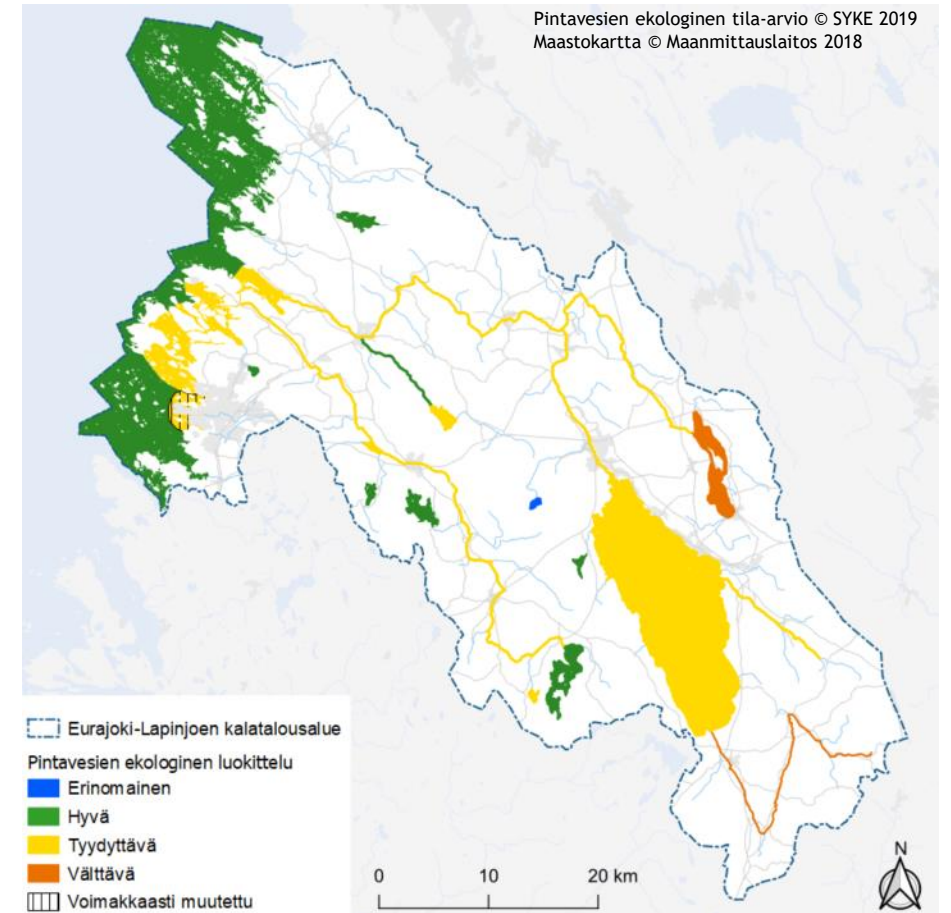 Pintavesien ekologinen tila-arvio © SYKE 2019
Maastokartta © Maanmittauslaitos 2018
Eurajoki-Lapinjoen kalatalousalue
Pintavesien ekologinen luokittelu
Erinomainen
Hyvä
Tyydyttävä
Välttävä
Voimakkaasti muutettu
0 10 20 km
N